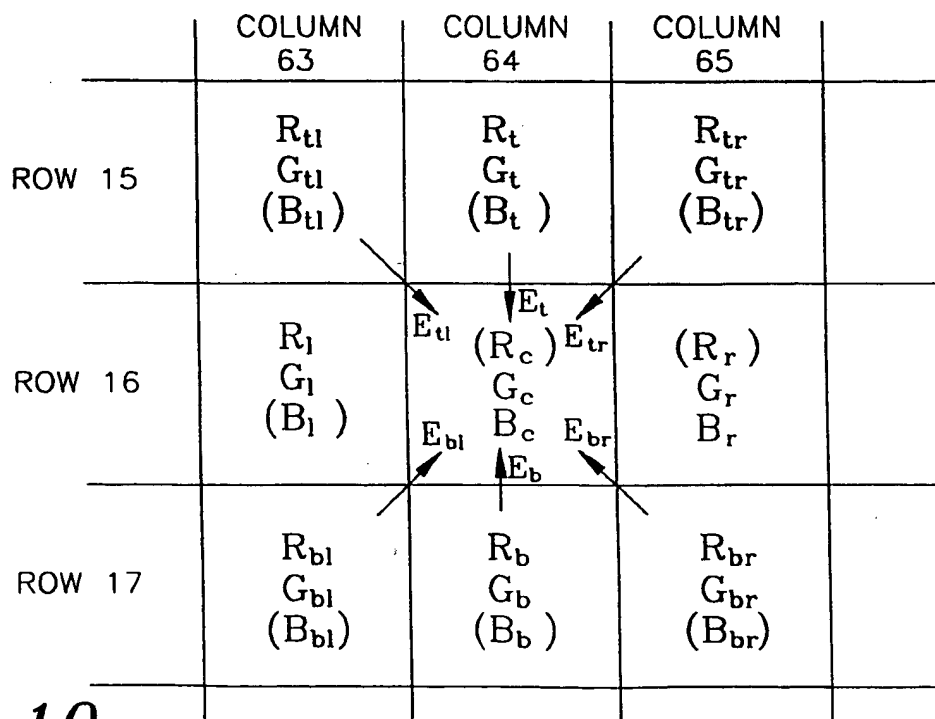 COLUMN 63 COLUMN 64 COLUMN 65
ROW 15
R_tl R_t R_tr
G_tl G_t G_tr
(B_tl) (B_t) (B_tr)
E_tl E_t E_tr
ROW 16
R_l (R_c) (R_r)
G_l G_c G_r
(B_l) B_c B_r
E_bl E_b E_br
ROW 17
R_bl R_b R_br
G_bl G_b G_br
(B_bl) (B_b) (B_br)